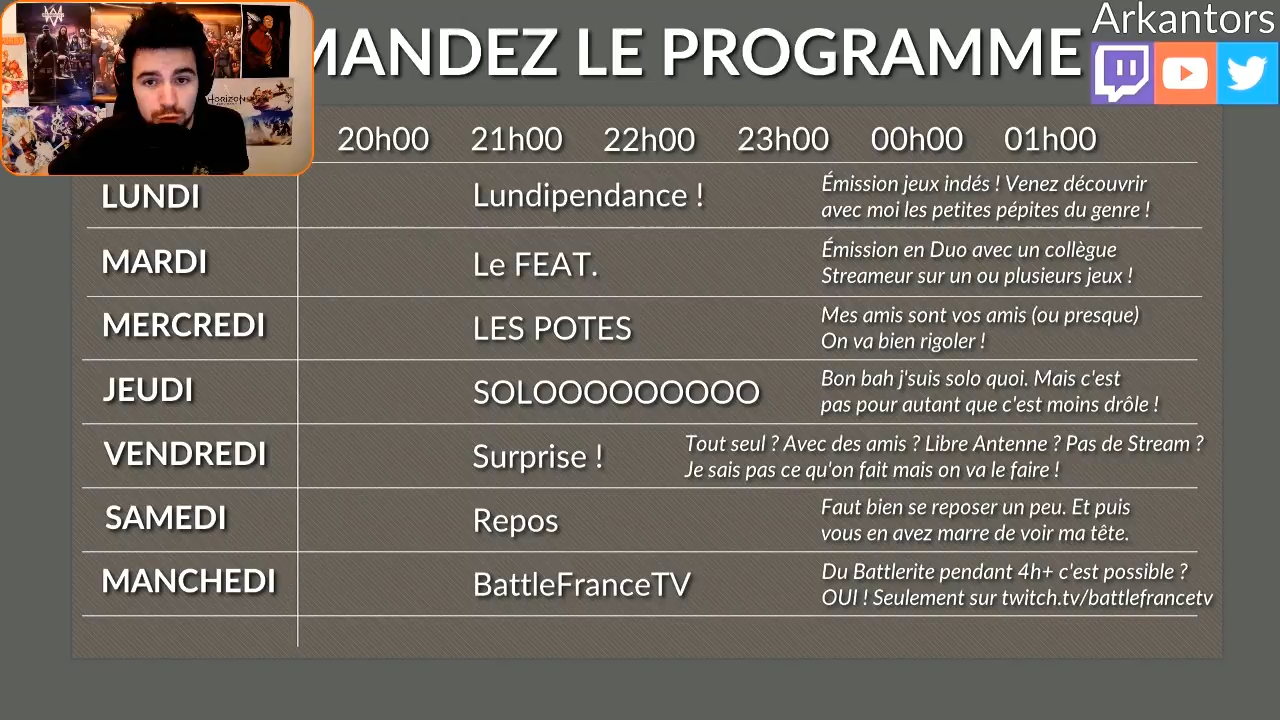 Arkantors
MANDEZ LE PROGRAMME
HORIZON
20h00 21h00 22h00 23h00 00h00 01h00
LUNDI Lundipendance ! Émission jeux indés ! Venez découvrir
avec moi les petites pépites du genre !
MARDI Le FEAT. Émission en Duo avec un collègue
Streameur sur un ou plusieurs jeux !
MERCREDI LES POTES Mes amis sont vos amis (ou presque)
On va bien rigoler !
JEUDI SOLOOOOOOOOO Bon bah j'suis solo quoi. Mais c'est
pas pour autant que c'est moins drôle !
VENDREDI Surprise ! Tout seul ? Avec des amis ? Libre Antenne ? Pas de Stream ?
Je sais pas ce qu'on fait mais on va le faire !
SAMEDI Repos Faut bien se reposer un peu. Et puis
vous en avez marre de voir ma tête.
MANCHEDI BattleFranceTV Du Battlerite pendant 4h+ c'est possible ?
OUI ! Seulement sur twitch.tv/battlefrancetv